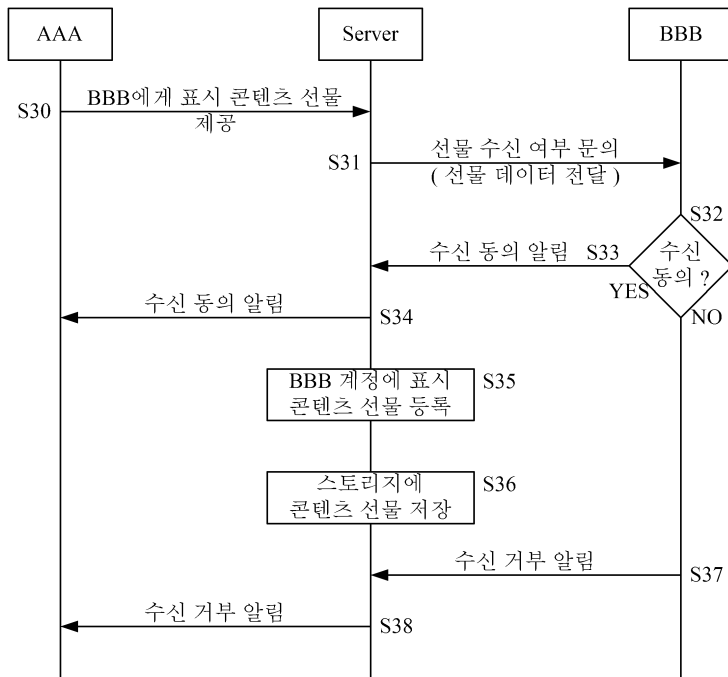 AAA
Server
BBB
S30
BBB에게 표시 콘텐츠 선물
제공
S31
선물 수신 여부 문의
( 선물 데이터 전달 )
S32
수신 동의 알림
S33
수신
동의 ?
YES
NO
수신 동의 알림
S34
BBB 계정에 표시
콘텐츠 선물 등록
S35
스토리지에
콘텐츠 선물 저장
S36
수신 거부 알림
S37
수신 거부 알림
S38